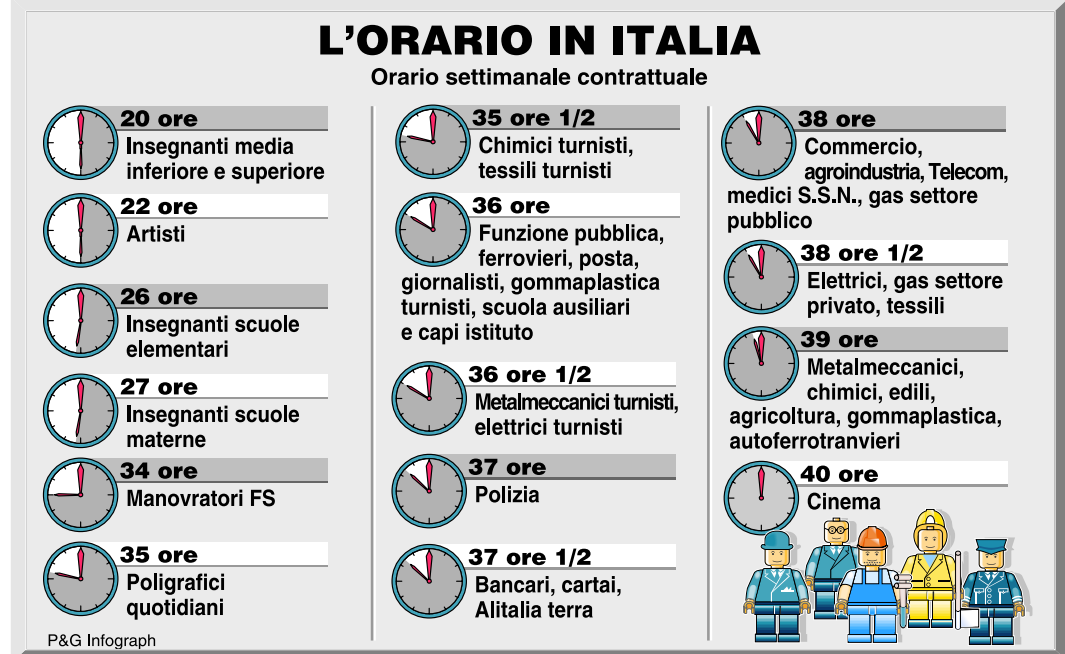 L'ORARIO IN ITALIA
Orario settimanale contrattuale
20 ore
Insegnanti media
inferiore e superiore
22 ore
Artisti
26 ore
Insegnanti scuole
elementari
27 ore
Insegnanti scuole
materne
34 ore
Manovratori FS
35 ore
Poligrafici
quotidiani
35 ore 1/2
Chimici turnisti,
tessili turnisti
36 ore
Funzione pubblica,
ferrovieri, posta,
giornalisti, gommaplastica
turnisti, scuola ausiliari
e capi istituto
36 ore 1/2
Metalmeccanici turnisti,
elettrici turnisti
37 ore
Polizia
37 ore 1/2
Bancari, cartai,
Alitalia terra
38 ore
Commercio,
agroindustria, Telecom,
medici S.S.N., gas settore
pubblico
38 ore 1/2
Elettrici, gas settore
privato, tessili
39 ore
Metalmeccanici,
chimici, edili,
agricoltura, gommaplastica,
autoferrotranvieri
40 ore
Cinema
P&G Infograph